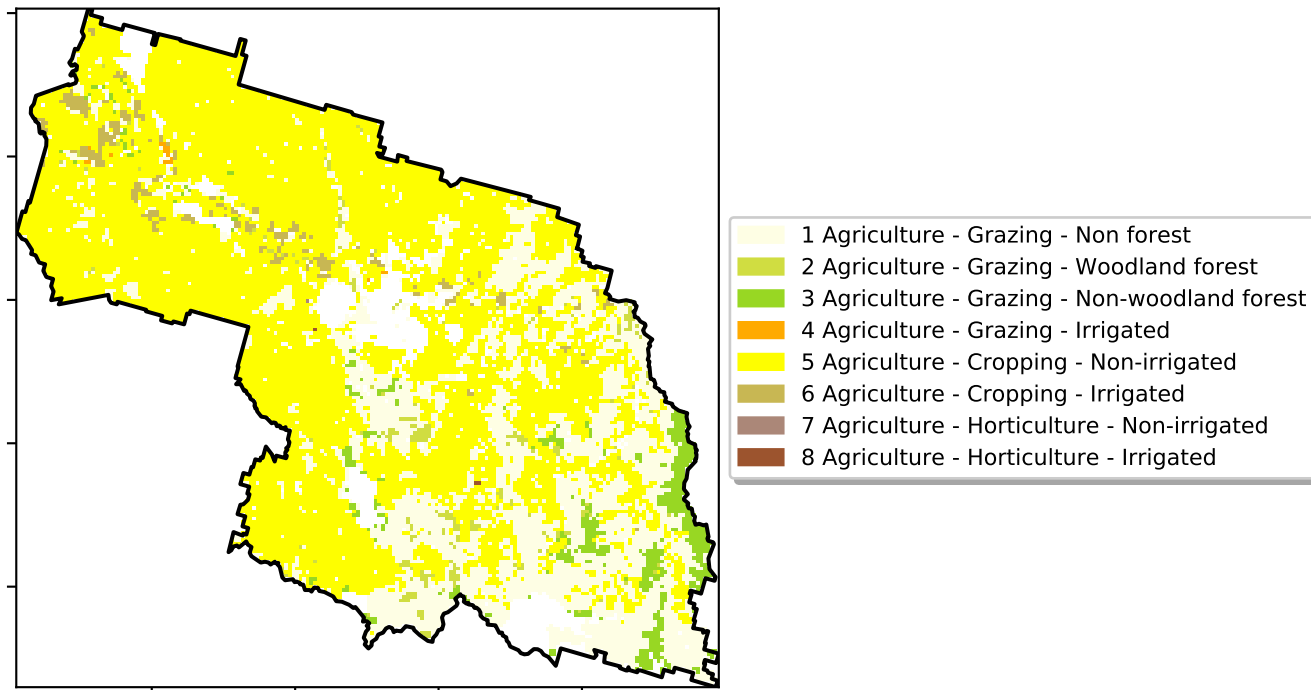 1 Agriculture - Grazing - Non forest
2 Agriculture - Grazing - Woodland forest
3 Agriculture - Grazing - Non-woodland forest
4 Agriculture - Grazing - Irrigated
5 Agriculture - Cropping - Non-irrigated
6 Agriculture - Cropping - Irrigated
7 Agriculture - Horticulture - Non-irrigated
8 Agriculture - Horticulture - Irrigated